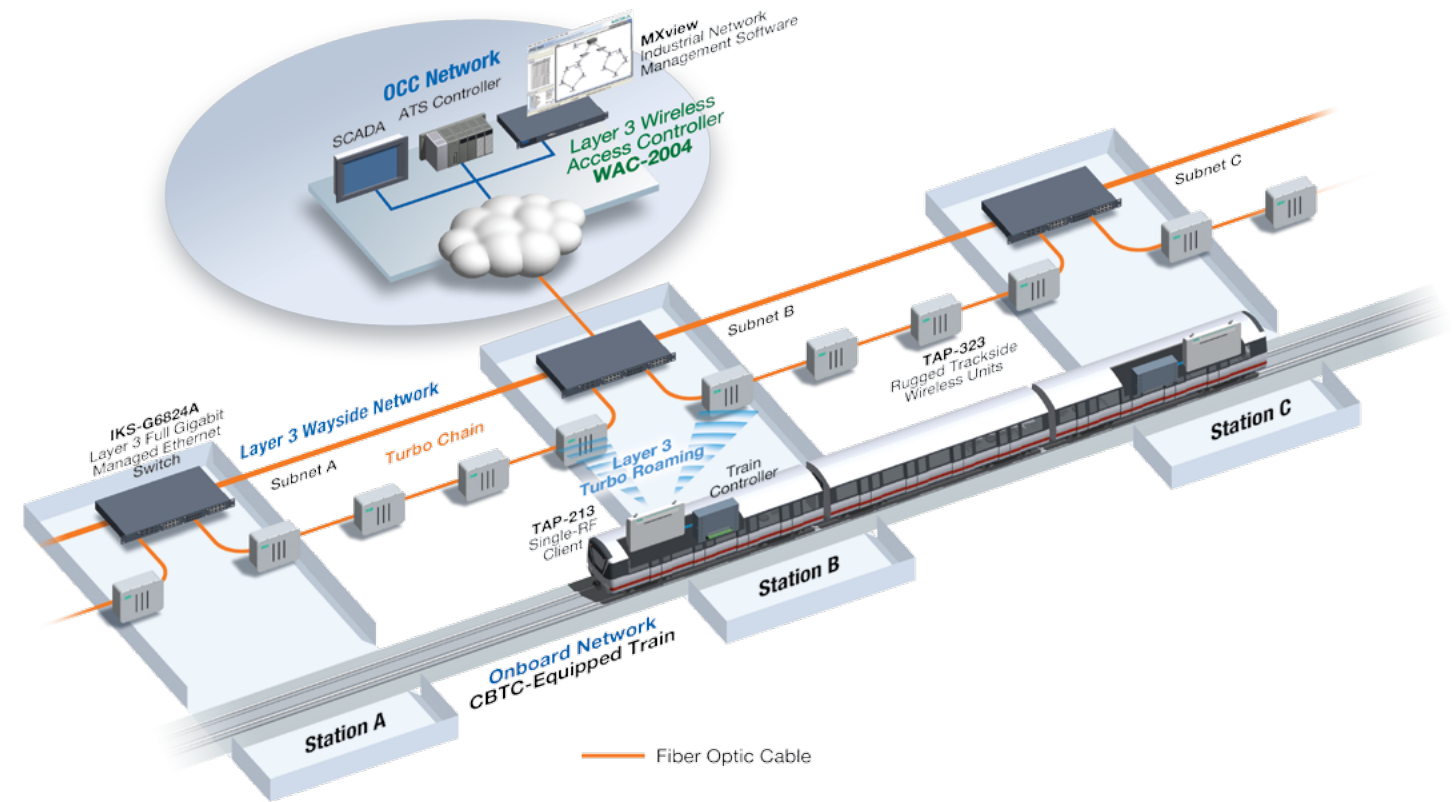 MXview
Industrial Network
Management Software
OCC Network
ATS Controller
SCADA
Layer 3 Wireless
Access Controller
WAC-2004
Subnet C
Subnet B
TAP-323
Rugged Trackside
Wireless Units
IKS-G6824A
Layer 3 Full Gigabit
Managed Ethernet
Switch
Layer 3 Wayside Network
Subnet A
Turbo Chain
Layer 3
Turbo Roaming
Train
Controller
TAP-213
Single-RF
Client
Station C
Station B
Onboard Network
CBTC-Equipped Train
Station A
Fiber Optic Cable